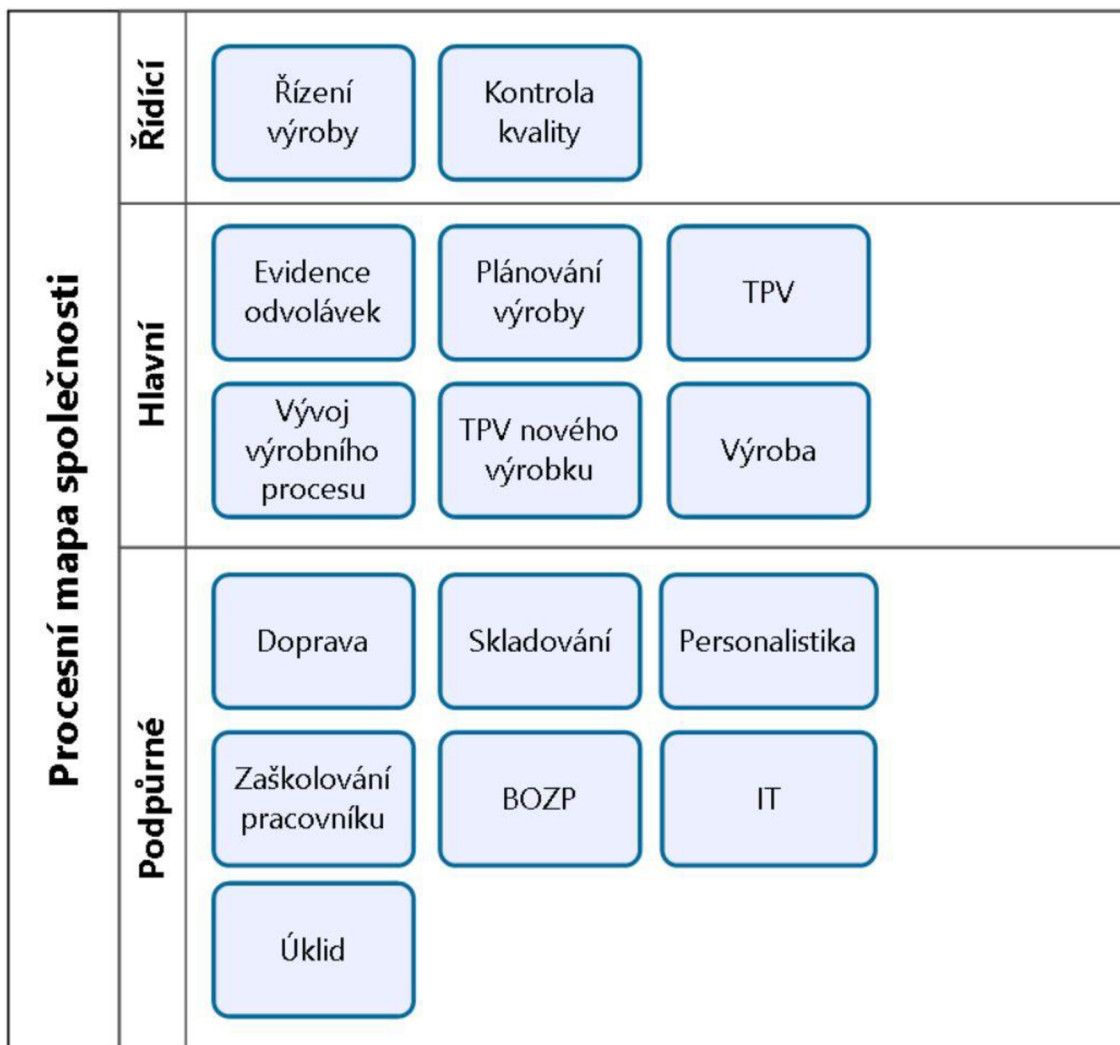 Procesní mapa společnosti
Řídící
Řízení
výroby
Kontrola
kvality
Hlavní
Evidence
odvolávek
Plánování
výroby
TPV
Vývoj
výrobního
procesu
TPV nového
výrobku
Výroba
Podpůrné
Doprava
Skladování
Personalistika
Zaškolování
pracovníku
BOZP
IT
Úklid